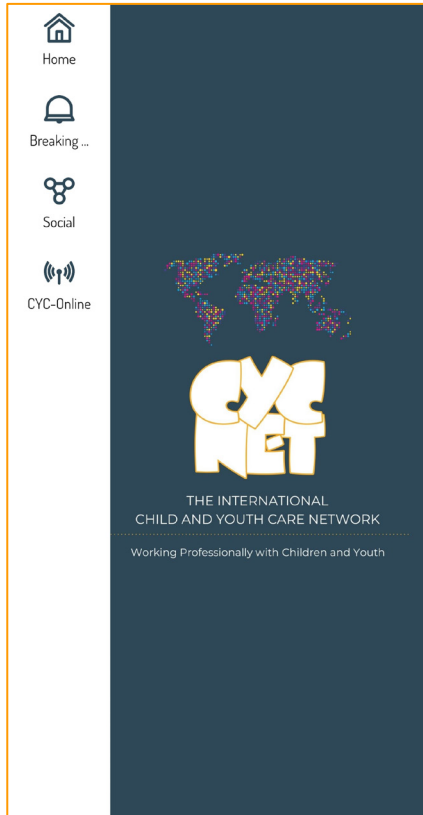 Home
Breaking ...
Social
CYC-Online
CYC
NET
THE INTERNATIONAL
CHILD AND YOUTH CARE NETWORK
Working Professionally with Children and Youth